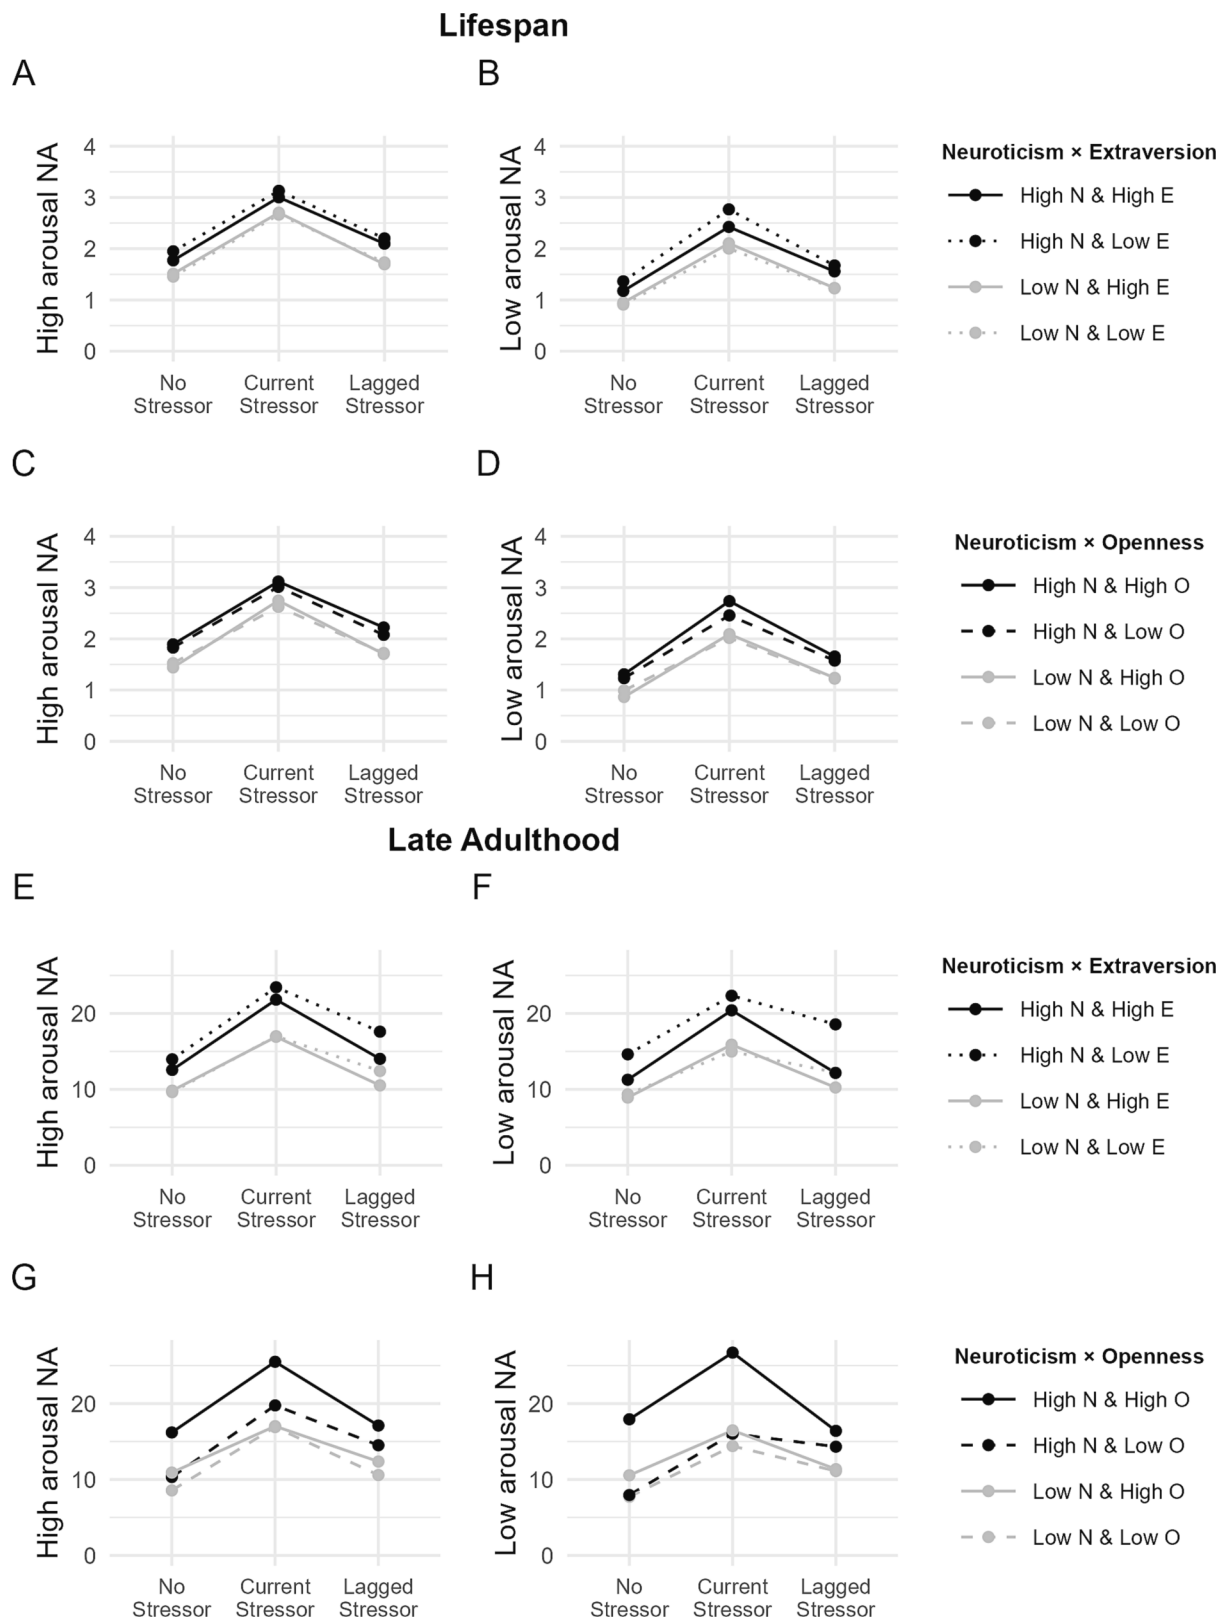 Lifespan
A
B
High arousal NA
4
3
2
1
0
No Stressor
Current Stressor
Lagged Stressor
Low arousal NA
4
3
2
1
0
No Stressor
Current Stressor
Lagged Stressor
Neuroticism × Extraversion
High N & High E
High N & Low E
Low N & High E
Low N & Low E
C
D
High arousal NA
4
3
2
1
0
No Stressor
Current Stressor
Lagged Stressor
Low arousal NA
4
3
2
1
0
No Stressor
Current Stressor
Lagged Stressor
Neuroticism × Openness
High N & High O
High N & Low O
Low N & High O
Low N & Low O
Late Adulthood
E
F
High arousal NA
20
10
0
No Stressor
Current Stressor
Lagged Stressor
Low arousal NA
20
10
0
No Stressor
Current Stressor
Lagged Stressor
Neuroticism × Extraversion
High N & High E
High N & Low E
Low N & High E
Low N & Low E
G
H
High arousal NA
20
10
0
No Stressor
Current Stressor
Lagged Stressor
Low arousal NA
20
10
0
No Stressor
Current Stressor
Lagged Stressor
Neuroticism × Openness
High N & High O
High N & Low O
Low N & High O
Low N & Low O